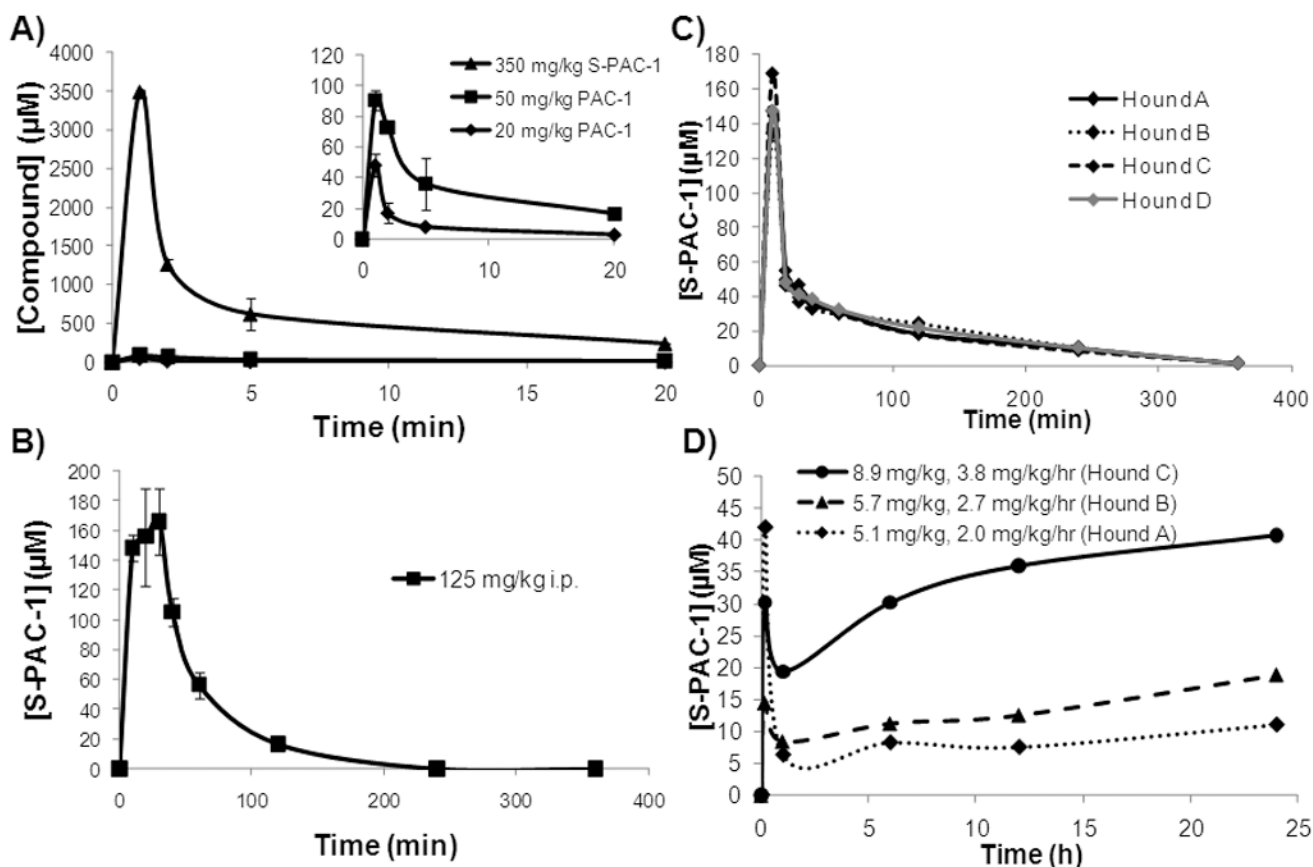 A)
[Compound] (µM)
4000
3500
3000
2500
2000
1500
1000
500
0
0 5 10 15 20
Time (min)
120
100
80
60
40
20
0
0 10 20
350 mg/kg S-PAC-1
50 mg/kg PAC-1
20 mg/kg PAC-1
B)
[S-PAC-1] (µM)
200
180
160
140
120
100
80
60
40
20
0
0 100 200 300 400
Time (min)
125 mg/kg i.p.
C)
[S-PAC-1] (µM)
180
160
140
120
100
80
60
40
20
0
0 100 200 300 400
Time (min)
Hound A
Hound B
Hound C
Hound D
D)
[S-PAC-1] (µM)
50
45
40
35
30
25
20
15
10
5
0
0 5 10 15 20 25
Time (h)
8.9 mg/kg, 3.8 mg/kg/hr (Hound C)
5.7 mg/kg, 2.7 mg/kg/hr (Hound B)
5.1 mg/kg, 2.0 mg/kg/hr (Hound A)